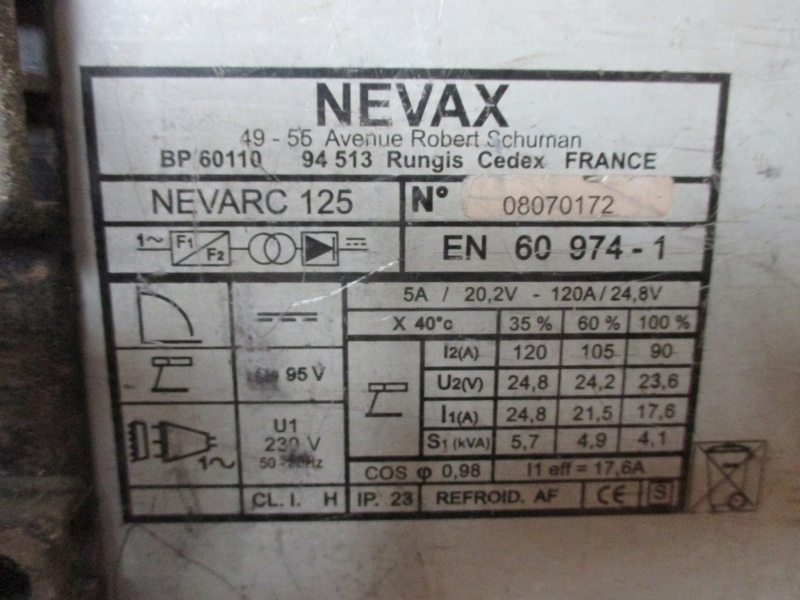 NEVAX
49 - 55 Avenue Robert Schuman
BP 60110 94 513 Rungis Cedex FRANCE
NEVARC 125 N° 08070172
1~ F1 F2 EN 60 974 - 1
5A / 20,2V - 120A / 24,8V
X 40°c 35 % 60 % 100 %
I2(A) 120 105 90
95 V U2(V) 24,8 24,2 23,6
I1(A) 24,8 21,5 17,6
U1
230 V
1~ 50 - Hz S1 (kVA) 5,7 4,9 4,1
COS φ 0,98 I1 eff = 17,6A
CL. I. H IP. 23 REFROID. AF CE S